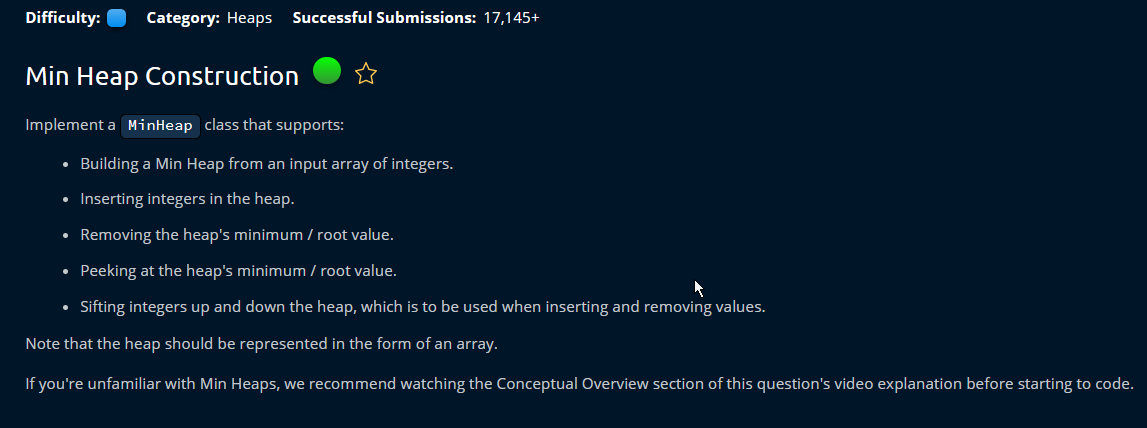 Difficulty: Category: Heaps Successful Submissions: 17,145+
Min Heap Construction
Implement a MinHeap class that supports:
• Building a Min Heap from an input array of integers.
• Inserting integers in the heap.
• Removing the heap's minimum / root value.
• Peeking at the heap's minimum / root value.
• Sifting integers up and down the heap, which is to be used when inserting and removing values.
Note that the heap should be represented in the form of an array.
If you're unfamiliar with Min Heaps, we recommend watching the Conceptual Overview section of this question's video explanation before starting to code.